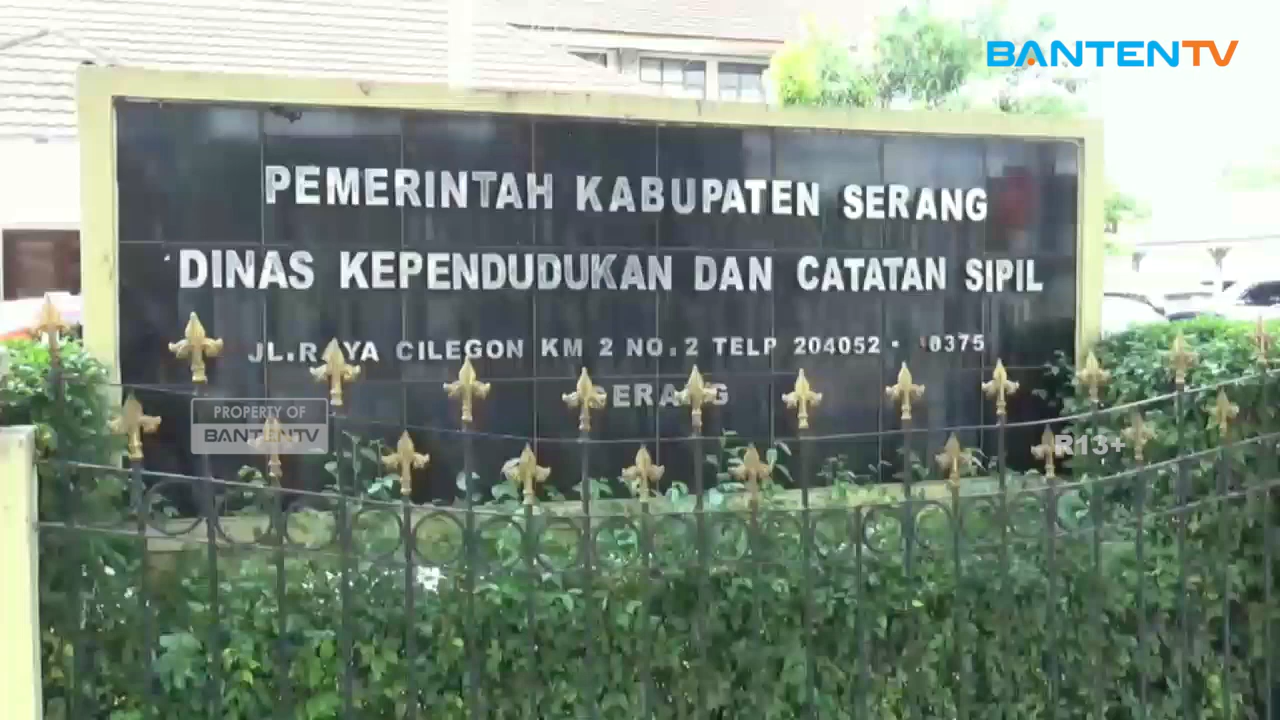 BANTENTV
PEMERINTAH KABUPATEN SERANG
DINAS KEPENDUDUKAN DAN CATATAN SIPIL
JL.RAYA CILEGON KM 2 NO.2 TELP 204052
SERANG
PROPERTY OF
BANTENTV
R13+